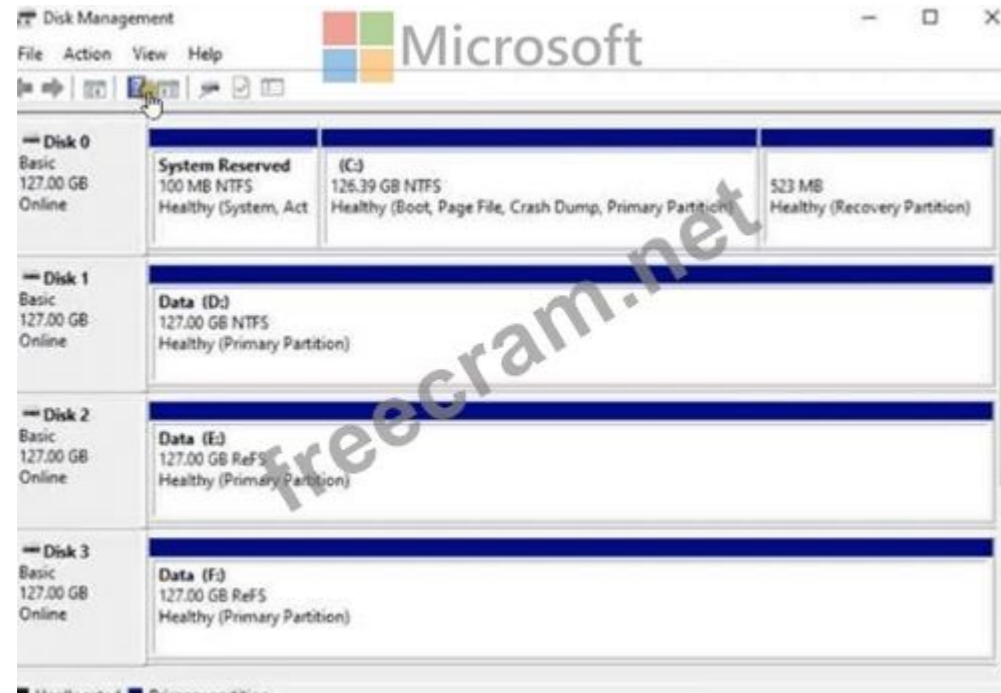 Disk Management
Microsoft
File Action View Help
Disk 0
Basic
127.00 GB
Online
System Reserved
100 MB NTFS
Healthy (System, Act
(C:)
126.39 GB NTFS
Healthy (Boot, Page File, Crash Dump, Primary Partition)
523 MB
Healthy (Recovery Partition)
Disk 1
Basic
127.00 GB
Online
Data (D:)
127.00 GB NTFS
Healthy (Primary Partition)
freecram.net
Disk 2
Basic
127.00 GB
Online
Data (E:)
127.00 GB ReFS
Healthy (Primary Partition)
Disk 3
Basic
127.00 GB
Online
Data (F:)
127.00 GB ReFS
Healthy (Primary Partition)